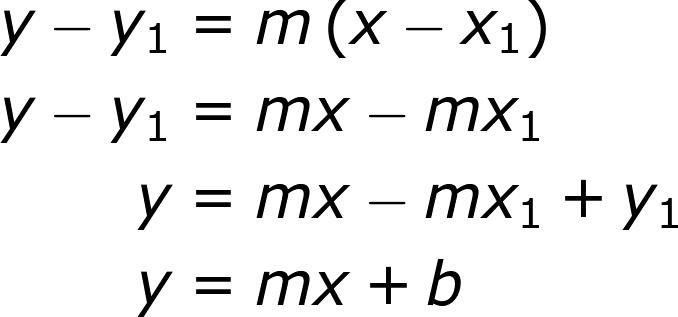 y − y₁ = m (x − x₁)
y − y₁ = mx − mx₁
y = mx − mx₁ + y₁
y = mx + b